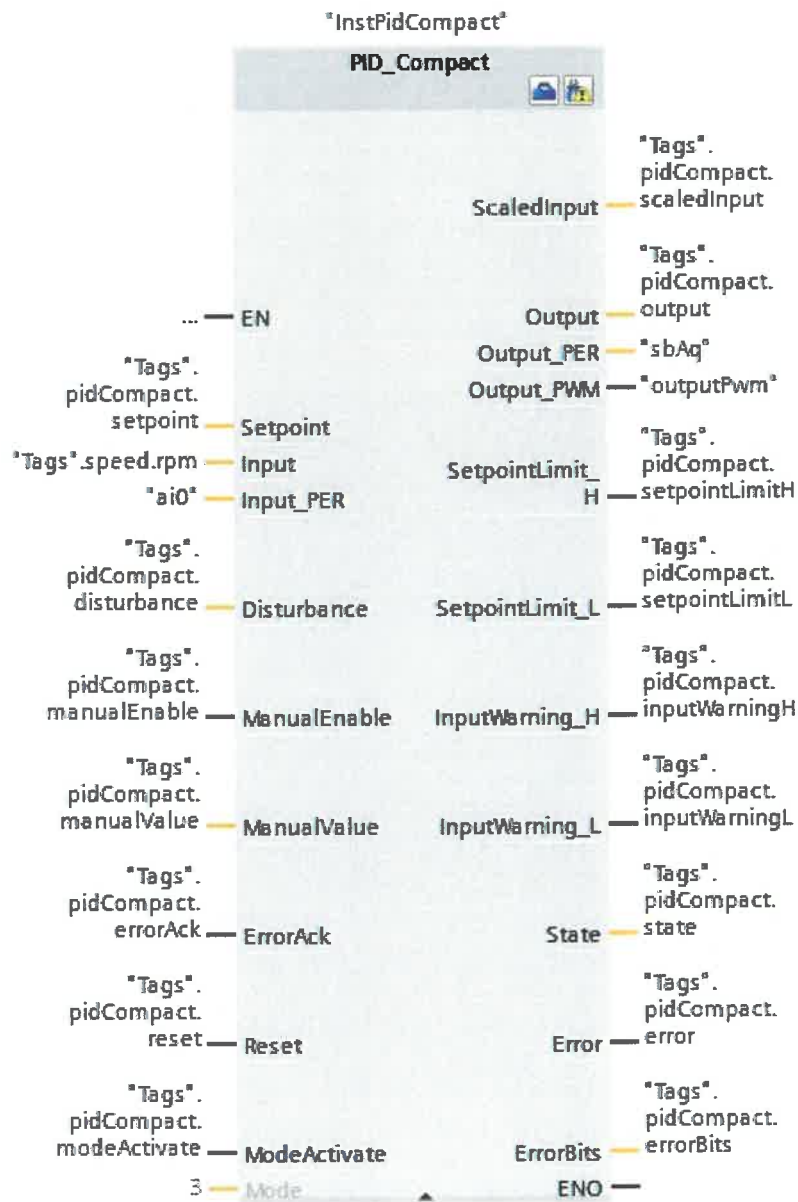 "InstPidCompact"
PID_Compact
"Tags".
pidCompact.
scaledInput
ScaledInput
"Tags".
pidCompact.
output
...
EN
Output
Output_PER
"sbAq"
"Tags".
pidCompact.
setpoint
Output_PWM
"outputPwm"
Setpoint
"Tags".
pidCompact.
setpointLimitH
"Tags".speed.rpm
Input
SetpointLimit_
H
"ai0"
Input_PER
"Tags".
pidCompact.
disturbance
Disturbance
"Tags".
pidCompact.
setpointLimitL
SetpointLimit_L
"Tags".
pidCompact.
manualEnable
ManualEnable
"Tags".
pidCompact.
inputWarningH
InputWarning_H
"Tags".
pidCompact.
manualValue
ManualValue
"Tags".
pidCompact.
inputWarningL
InputWarning_L
"Tags".
pidCompact.
errorAck
ErrorAck
"Tags".
pidCompact.
state
State
"Tags".
pidCompact.
reset
Reset
"Tags".
pidCompact.
error
Error
"Tags".
pidCompact.
modeActivate
ModeActivate
"Tags".
pidCompact.
errorBits
ErrorBits
3
Mode
ENO